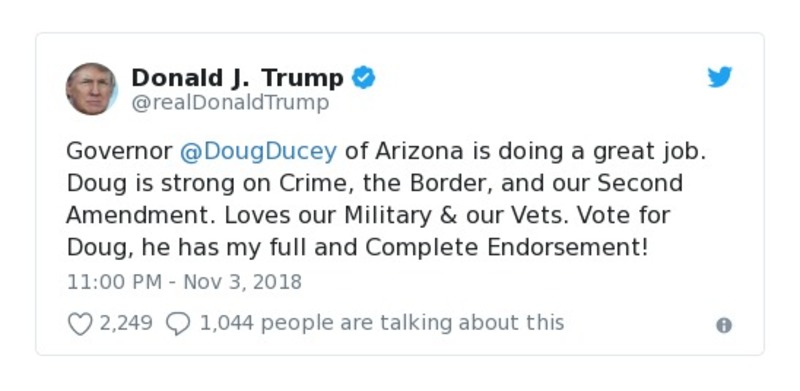 Donald J. Trump
@realDonaldTrump
Governor @DougDucey of Arizona is doing a great job.
Doug is strong on Crime, the Border, and our Second
Amendment. Loves our Military & our Vets. Vote for
Doug, he has my full and Complete Endorsement!
11:00 PM - Nov 3, 2018
2,249 1,044 people are talking about this